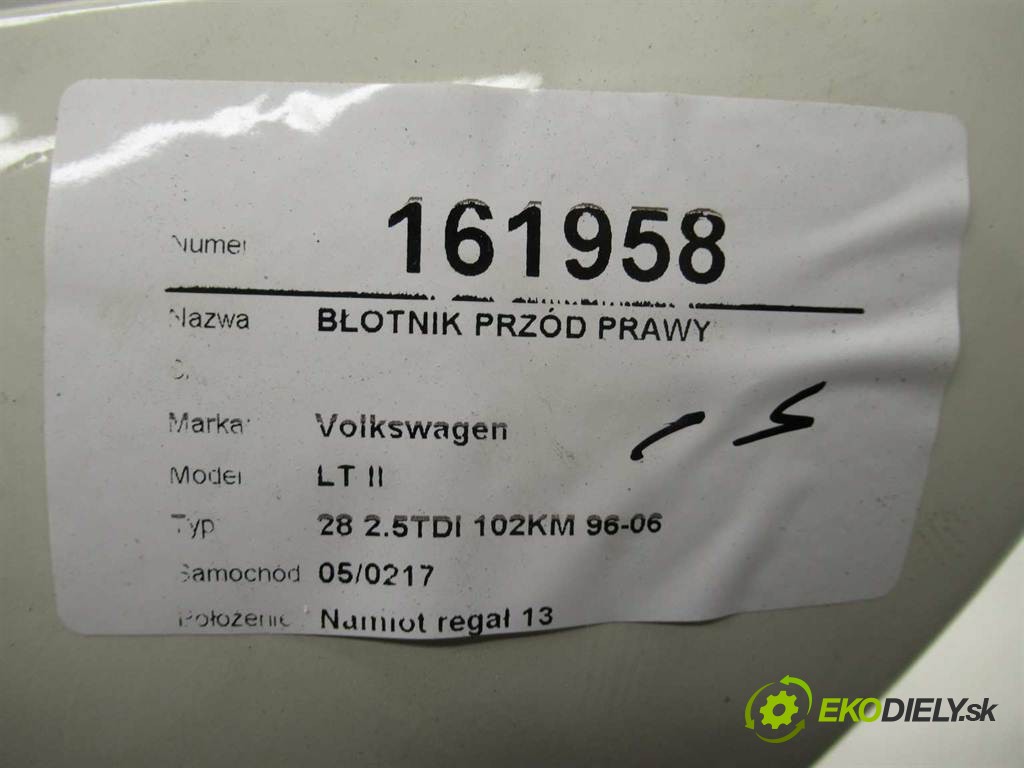 Numer 161958
Nazwa BŁOTNIK PRZÓD PRAWY
Marka: Volkswagen
Model LT II
Typ 28 2.5TDI 102KM 96-06
Samochód 05/0217
Położenie Namiot regał 13
EKODIELY.sk